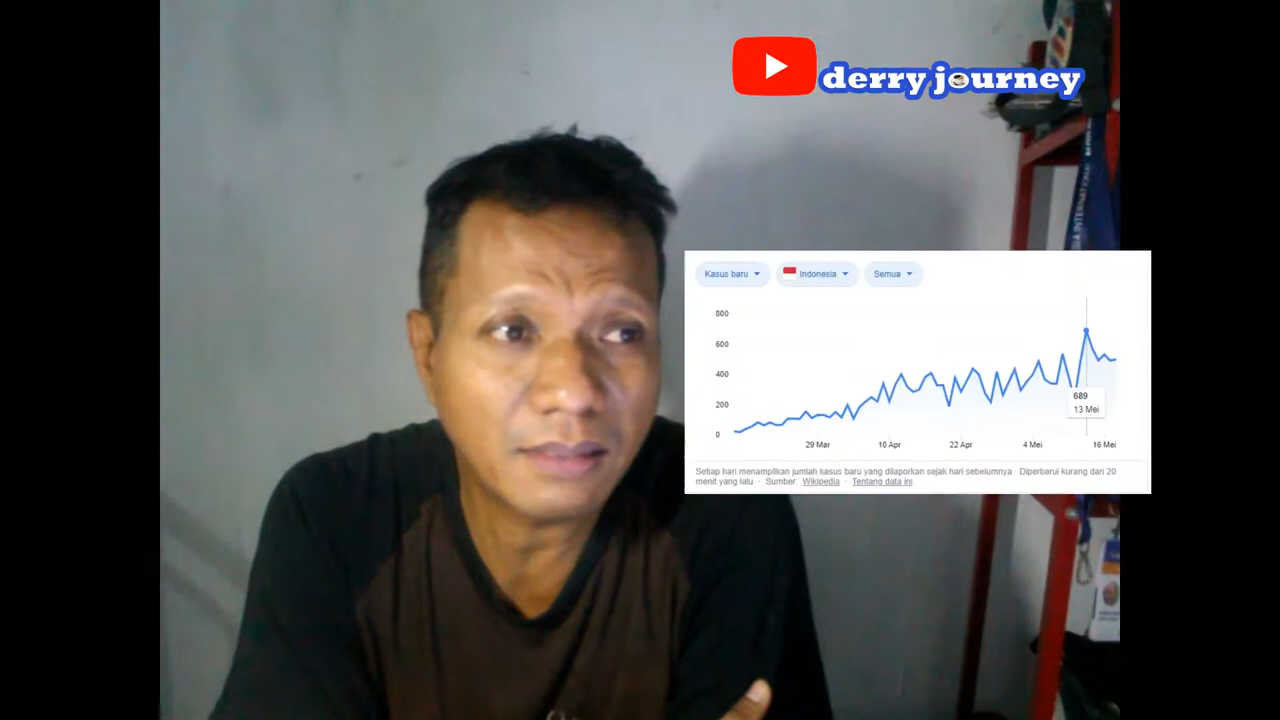 derry journey
Kasus baru
Indonesia
Semua
800
600
400
200
0
689
13 Mei
29 Mar
10 Apr
22 Apr
4 Mei
16 Mei
Setiap hari menampilkan jumlah kasus baru yang dilaporkan sejak hari sebelumnya · Diperbarui kurang dari 20
menit yang lalu · Sumber: Wikipedia · Tentang data ini